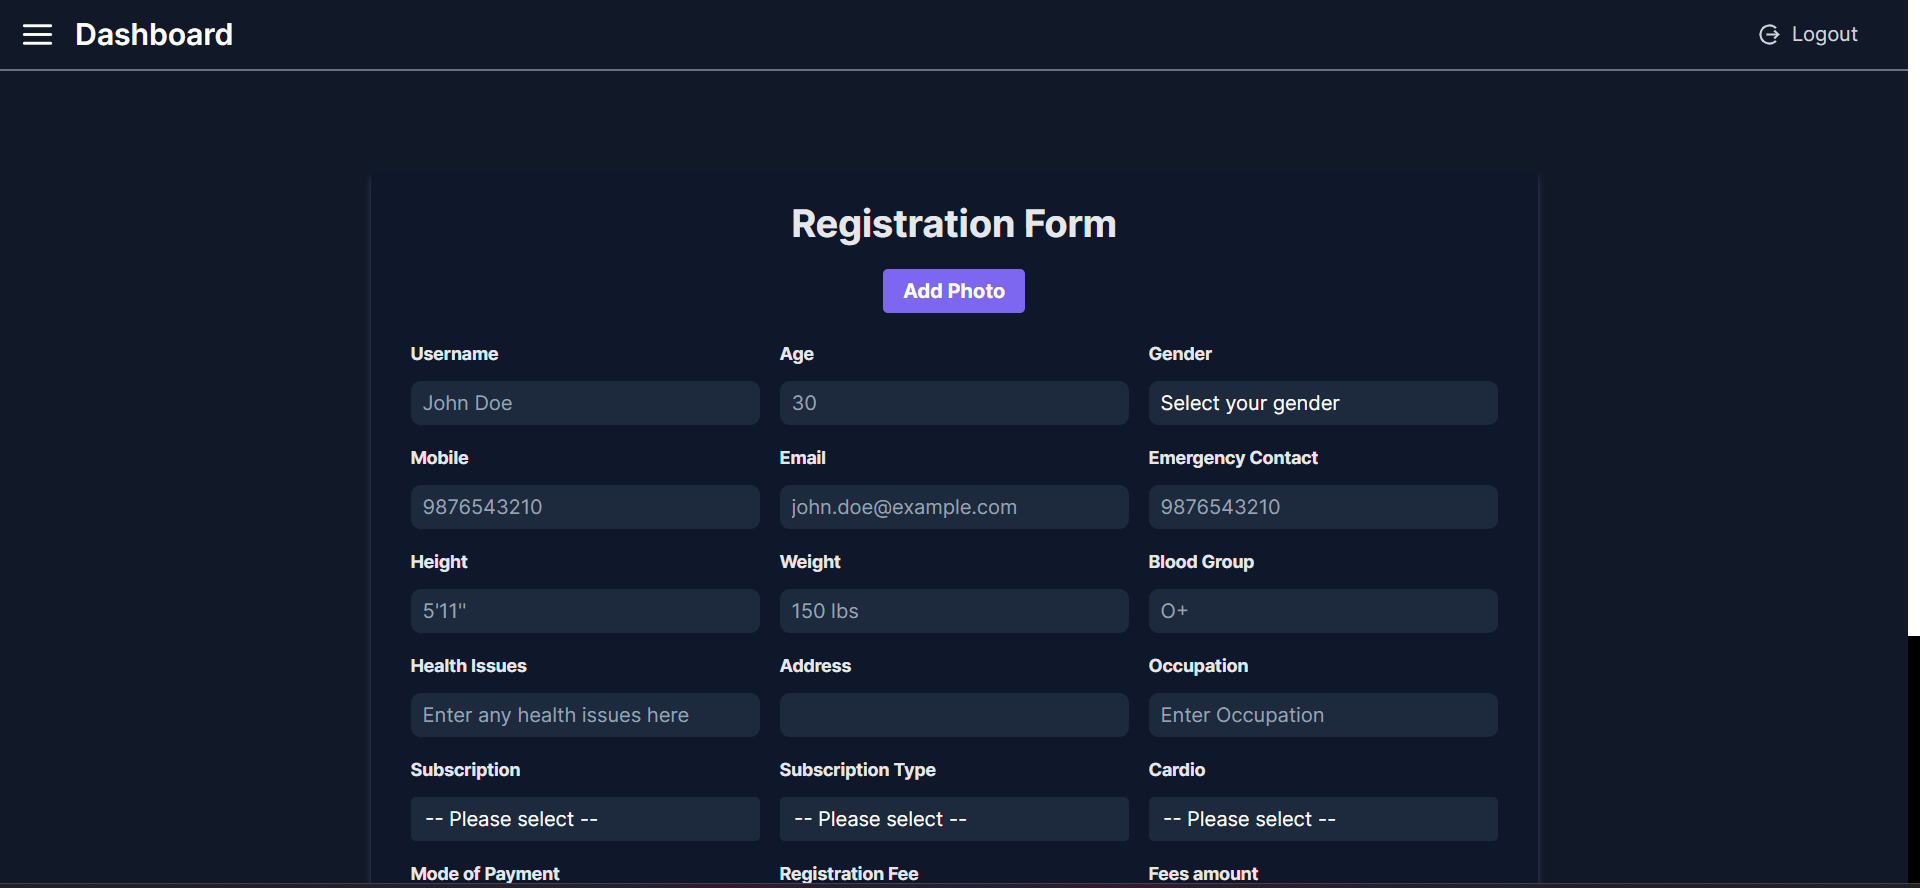 Dashboard
Logout
Registration Form
Add Photo
Username Age Gender
John Doe 30 Select your gender
Mobile Email Emergency Contact
9876543210 john.doe@example.com 9876543210
Height Weight Blood Group
5'11" 150 lbs O+
Health Issues Address Occupation
Enter any health issues here Enter Occupation
Subscription Subscription Type Cardio
-- Please select -- -- Please select -- -- Please select --
Mode of Payment Registration Fee Fees amount